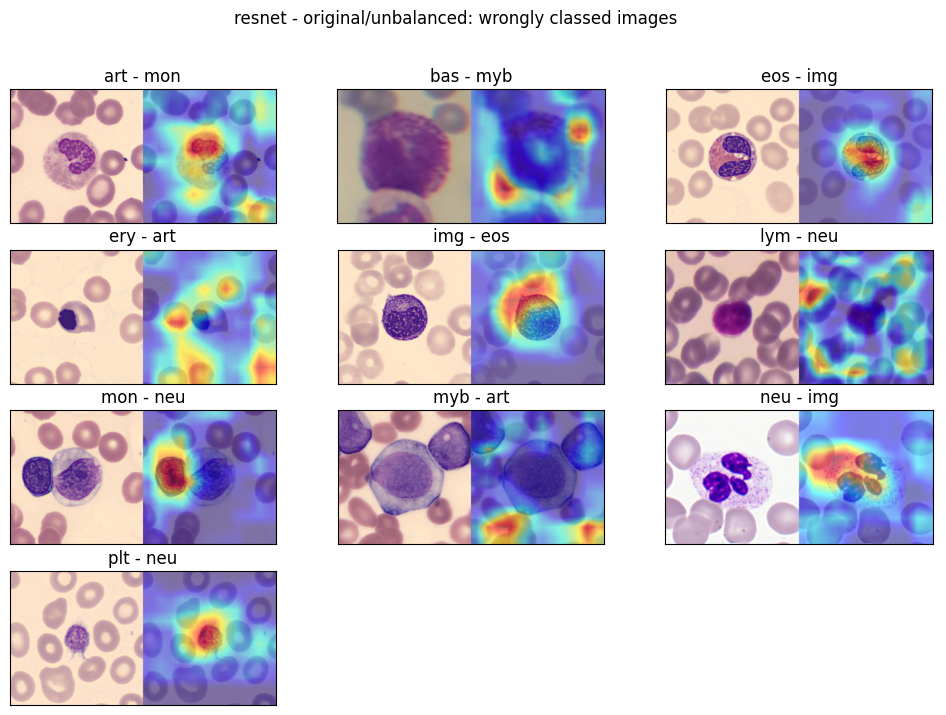 resnet - original/unbalanced: wrongly classed images
art - mon
bas - myb
eos - img
ery - art
img - eos
lym - neu
mon - neu
myb - art
neu - img
plt - neu